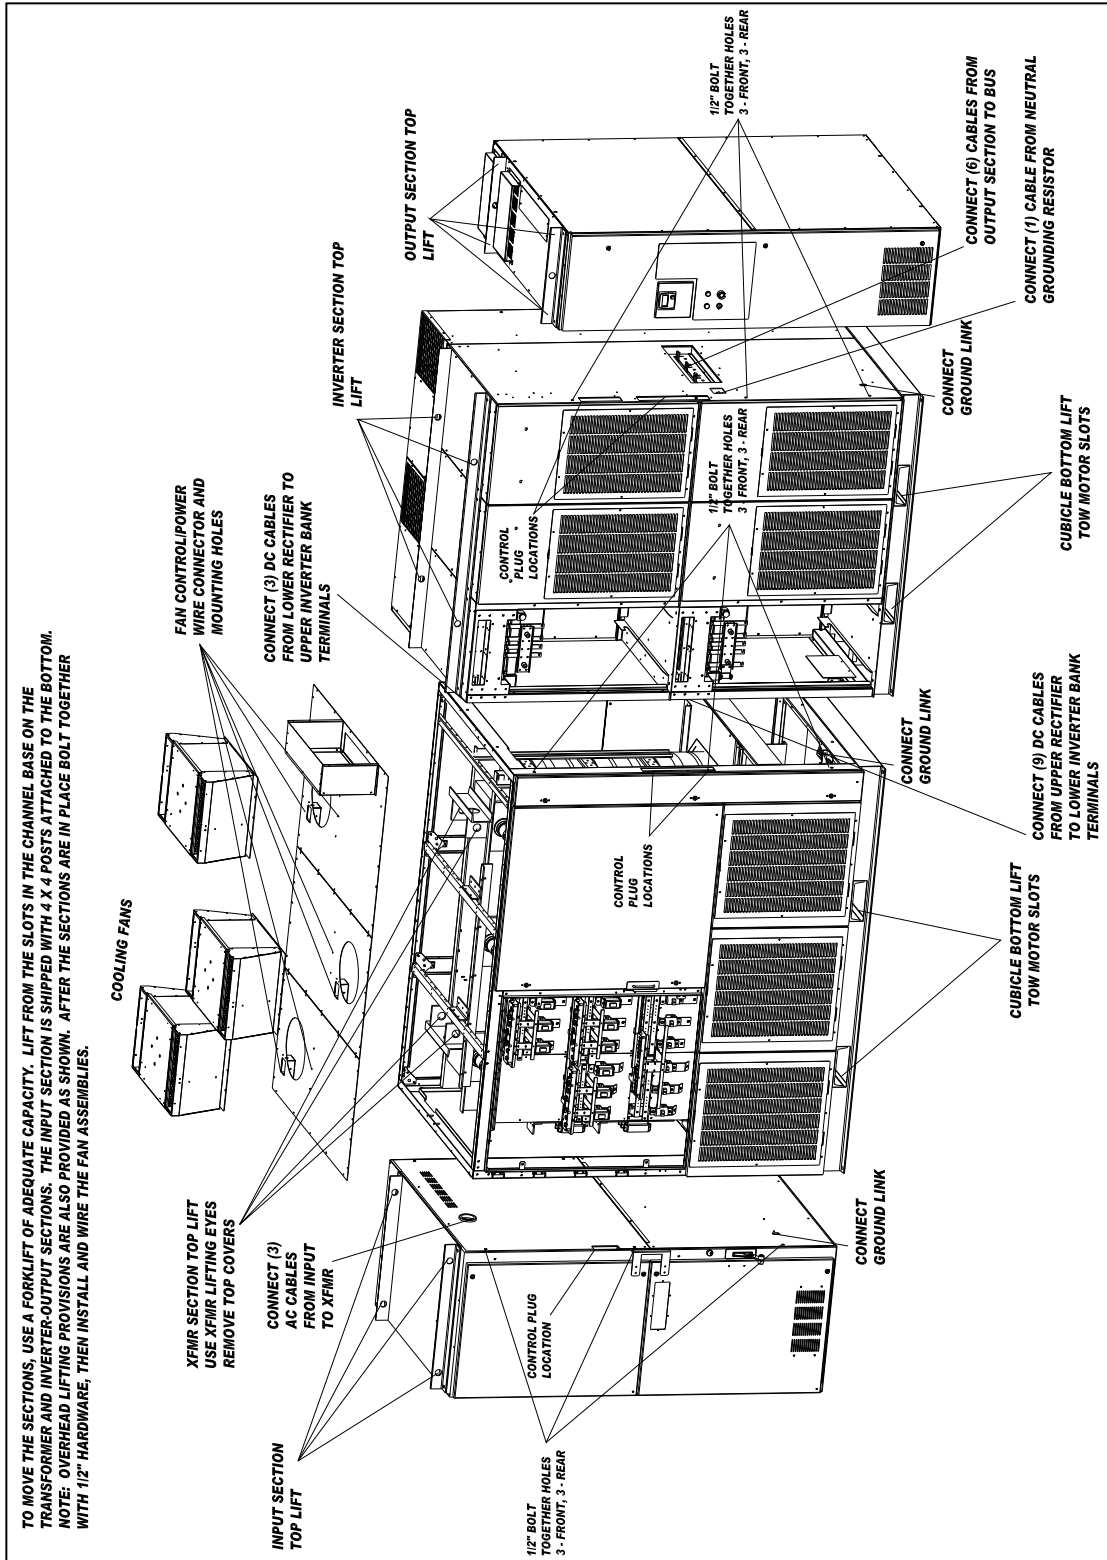 TO MOVE THE SECTIONS, USE A FORKLIFT OF ADEQUATE CAPACITY. LIFT FROM THE SLOTS IN THE CHANNEL BASE ON THE
TRANSFORMER AND INVERTER-OUTPUT SECTIONS. THE INPUT SECTION IS SHIPPED WITH 4 X 4 POSTS ATTACHED TO THE BOTTOM.
NOTE: OVERHEAD LIFTING PROVISIONS ARE ALSO PROVIDED AS SHOWN. AFTER THE SECTIONS ARE IN PLACE BOLT TOGETHER
WITH 1/2" HARDWARE, THEN INSTALL AND WIRE THE FAN ASSEMBLIES.
COOLING FANS
FAN CONTROL/POWER
WIRE CONNECTOR AND
MOUNTING HOLES
XFMR SECTION TOP LIFT
USE XFMR LIFTING EYES
REMOVE TOP COVERS
CONNECT (3) DC CABLES
FROM LOWER RECTIFIER TO
UPPER INVERTER BANK
TERMINALS
INVERTER SECTION TOP
LIFT
OUTPUT SECTION TOP
LIFT
INPUT SECTION
TOP LIFT
CONNECT (3)
AC CABLES
FROM INPUT
TO XFMR
CONTROL PLUG
LOCATION
1/2" BOLT
TOGETHER HOLES
3 - FRONT, 3 - REAR
CONNECT
GROUND LINK
CONTROL
PLUG
LOCATIONS
CUBICLE BOTTOM LIFT
TOW MOTOR SLOTS
CONNECT (9) DC CABLES
FROM UPPER RECTIFIER
TO LOWER INVERTER BANK
TERMINALS
CONNECT
GROUND LINK
CONTROL
PLUG
LOCATIONS
1/2" BOLT
TOGETHER HOLES
3 - FRONT, 3 - REAR
CUBICLE BOTTOM LIFT
TOW MOTOR SLOTS
CONNECT
GROUND LINK
1/2" BOLT
TOGETHER HOLES
3 - FRONT, 3 - REAR
CONNECT (6) CABLES FROM
OUTPUT SECTION TO BUS
CONNECT (1) CABLE FROM NEUTRAL
GROUNDING RESISTOR